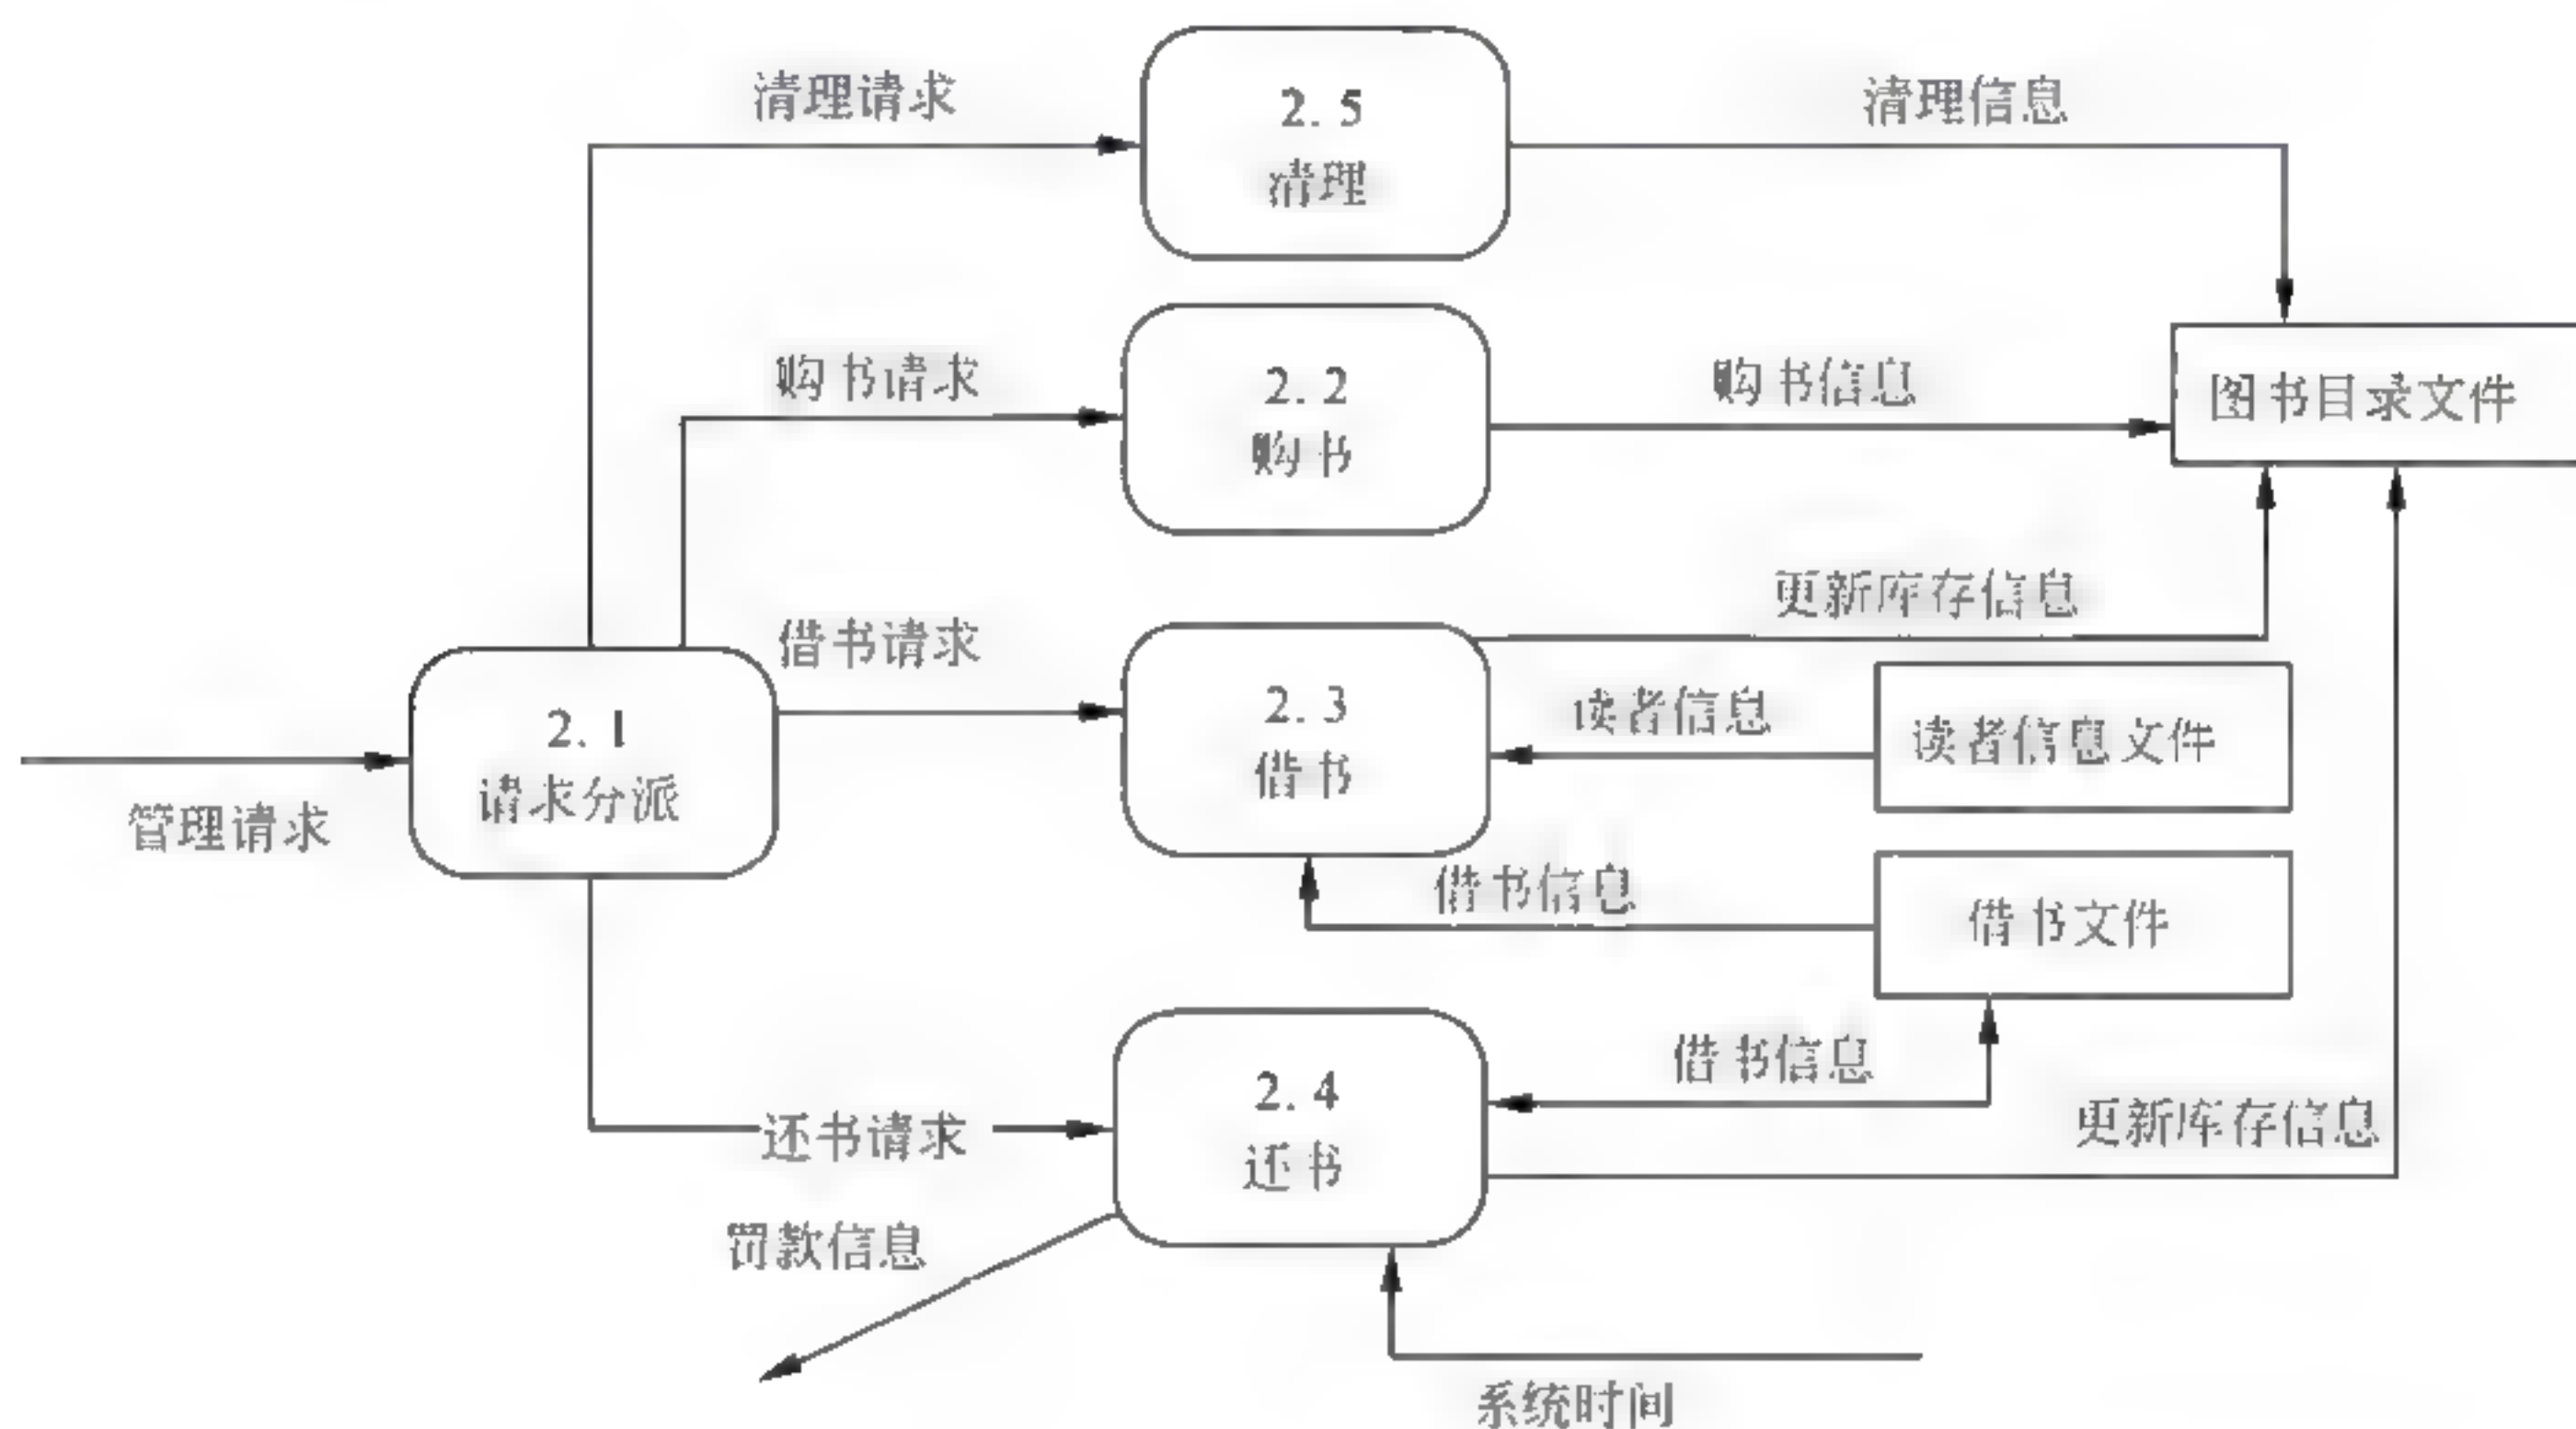 清理请求
2. 5
清理
清理信息
购书请求
2. 2
购书
购书信息
图书目录文件
借书请求
更新库存信息
2. 1
请求分派
管理请求
2. 3
借书
读者信息
读者信息文件
借书信息
借书文件
还书请求
2. 4
还书
借书信息
更新库存信息
罚款信息
系统时间